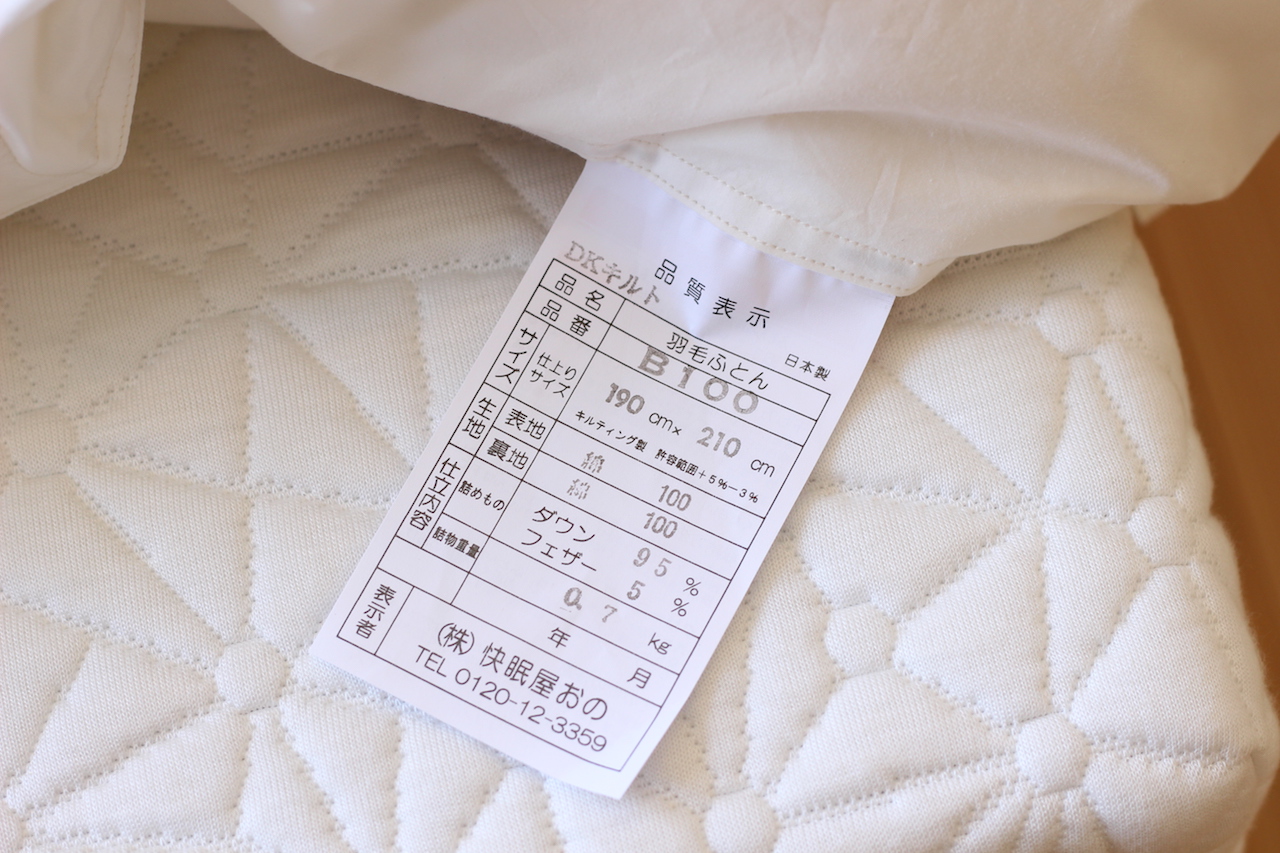 DKキルト
品質表示
日本製
品名 羽毛ふとん
品番 B100
サイズ 仕上りサイズ 190 cm× 210 cm
キルティング製 許容範囲+5%-3%
生地 表地 綿 100
裏地 綿 100
仕立内容 詰めもの ダウン 95 %
フェザー 5 %
詰物重量 0.7 kg
年 月
表示者 (株)快眠屋おの
TEL 0120-12-3359